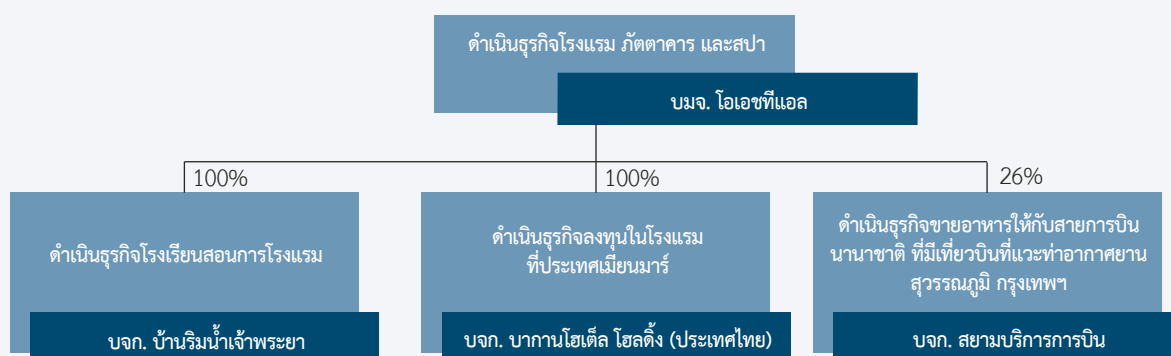 ดำเนินธุรกิจโรงแรม ภัตตาคาร และสปา
บมจ. โอเอชทีแอล
100%
100%
26%
ดำเนินธุรกิจโรงเรียนสอนการโรงแรม
บจก. บ้านริมน้ำเจ้าพระยา
ดำเนินธุรกิจลงทุนในโรงแรม
ที่ประเทศเมียนมาร์
บจก. บากานโฮเต็ล โฮลดิ้ง (ประเทศไทย)
ดำเนินธุรกิจขายอาหารให้กับสายการบิน
นานาชาติ ที่มีเที่ยวบินที่แวะท่าอากาศยาน
สุวรรณภูมิ กรุงเทพฯ
บจก. สยามบริการการบิน